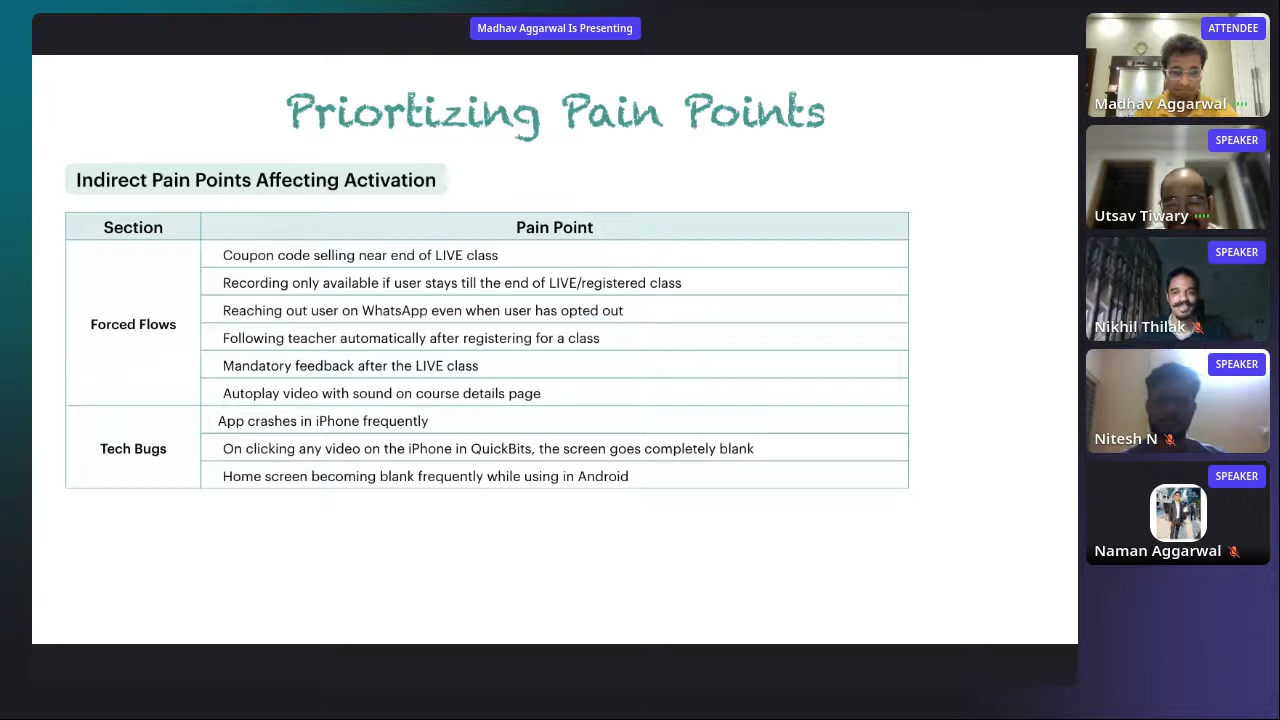 Madhav Aggarwal Is Presenting
Priortizing Pain Points
Indirect Pain Points Affecting Activation
Section Pain Point
Forced Flows
Coupon code selling near end of LIVE class
Recording only available if user stays till the end of LIVE/registered class
Reaching out user on WhatsApp even when user has opted out
Following teacher automatically after registering for a class
Mandatory feedback after the LIVE class
Autoplay video with sound on course details page
Tech Bugs
App crashes in iPhone frequently
On clicking any video on the iPhone in QuickBits, the screen goes completely blank
Home screen becoming blank frequently while using in Android
ATTENDEE
Madhav Aggarwal
SPEAKER
Utsav Tiwary
SPEAKER
Nikhil Thilak
SPEAKER
Nitesh N
SPEAKER
Naman Aggarwal